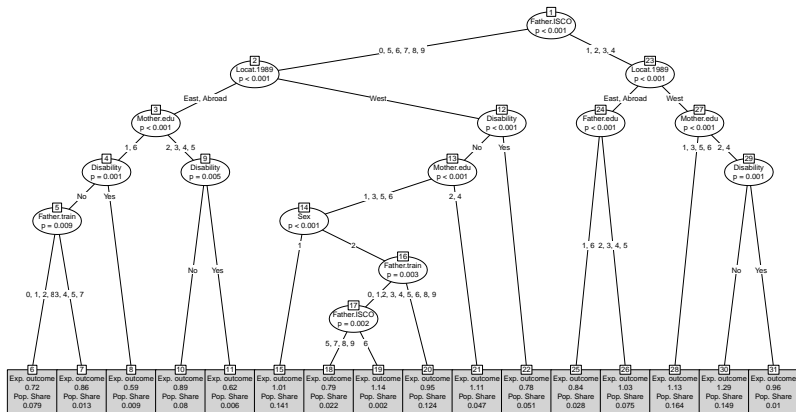 1
Father.ISCO
p < 0.001
0, 5, 6, 7, 8, 9
1, 2, 3, 4
2
Locat.1989
p < 0.001
23
Locat.1989
p < 0.001
East, Abroad
West
East, Abroad
West
3
Mother.edu
p < 0.001
12
Disability
p < 0.001
24
Father.edu
p < 0.001
27
Mother.edu
p < 0.001
1, 6
2, 3, 4, 5
No
Yes
1, 3, 5, 6
2, 4
4
Disability
p = 0.001
9
Disability
p = 0.005
13
Mother.edu
p < 0.001
29
Disability
p = 0.001
No
Yes
1, 3, 5, 6
2, 4
5
Father.train
p = 0.009
14
Sex
p < 0.001
1
2
1, 6
2, 3, 4, 5
16
Father.train
p = 0.003
No
Yes
No
Yes
0, 1, 2, 8
3, 4, 5, 7
0, 1,
2, 3, 4, 5, 6, 8, 9
17
Father.ISCO
p = 0.002
5, 7, 8, 9
6
6
Exp. outcome
0.72
Pop. Share
0.079
7
Exp. outcome
0.86
Pop. Share
0.013
8
Exp. outcome
0.59
Pop. Share
0.009
10
Exp. outcome
0.89
Pop. Share
0.08
11
Exp. outcome
0.62
Pop. Share
0.006
15
Exp. outcome
1.01
Pop. Share
0.141
18
Exp. outcome
0.79
Pop. Share
0.022
19
Exp. outcome
1.14
Pop. Share
0.002
20
Exp. outcome
0.95
Pop. Share
0.124
21
Exp. outcome
1.11
Pop. Share
0.047
22
Exp. outcome
0.78
Pop. Share
0.051
25
Exp. outcome
0.84
Pop. Share
0.028
26
Exp. outcome
1.03
Pop. Share
0.075
28
Exp. outcome
1.13
Pop. Share
0.164
30
Exp. outcome
1.29
Pop. Share
0.149
31
Exp. outcome
0.96
Pop. Share
0.01